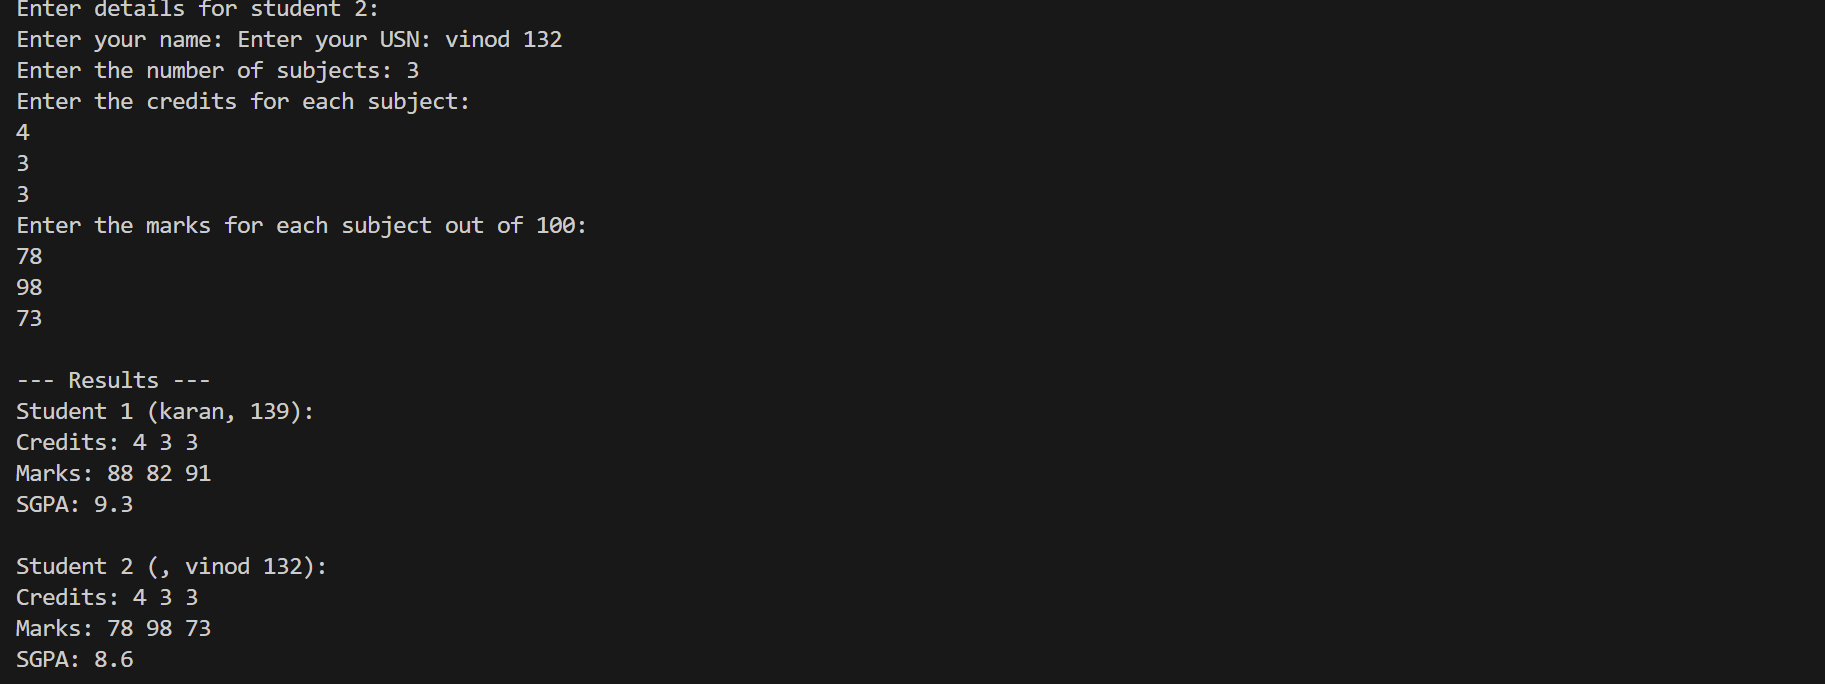 Enter details for student 2:
Enter your name: Enter your USN: vinod 132
Enter the number of subjects: 3
Enter the credits for each subject:
4
3
3
Enter the marks for each subject out of 100:
78
98
73
--- Results ---
Student 1 (karan, 139):
Credits: 4 3 3
Marks: 88 82 91
SGPA: 9.3
Student 2 (, vinod 132):
Credits: 4 3 3
Marks: 78 98 73
SGPA: 8.6